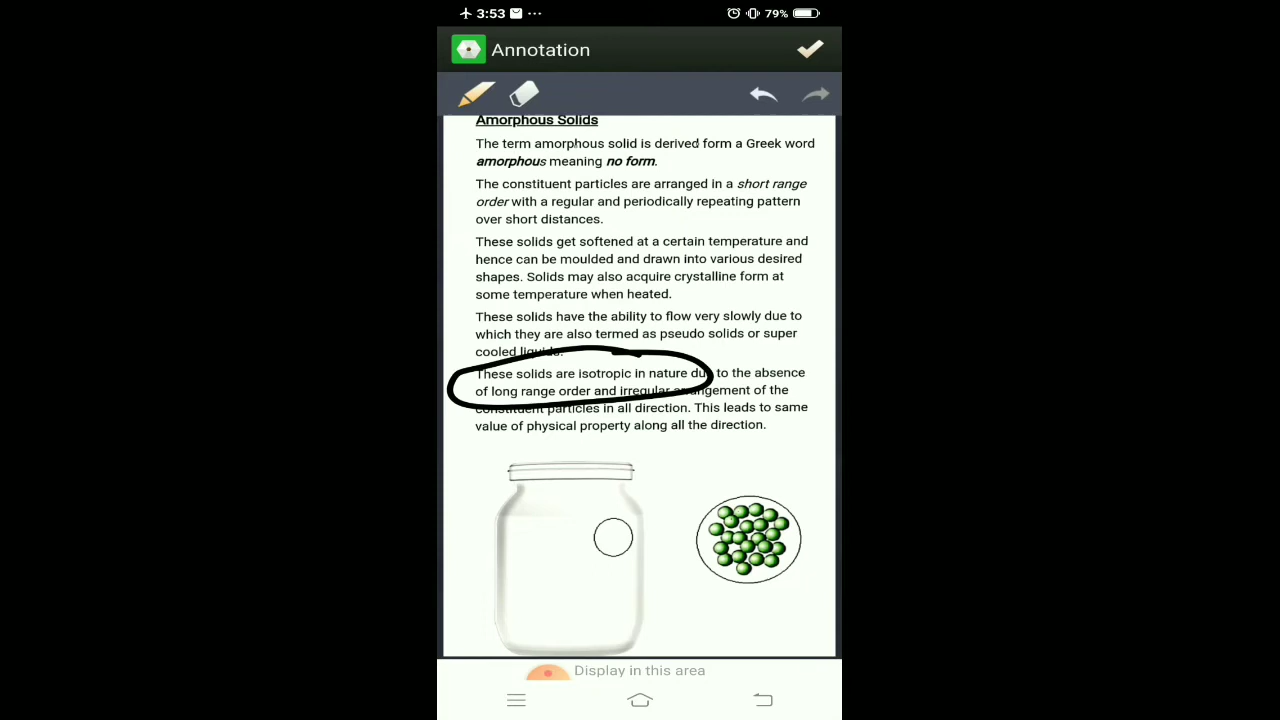 3:53
79%
Annotation
Amorphous Solids
The term amorphous solid is derived form a Greek word
amorphous meaning no form.
The constituent particles are arranged in a short range
order with a regular and periodically repeating pattern
over short distances.
These solids get softened at a certain temperature and
hence can be moulded and drawn into various desired
shapes. Solids may also acquire crystalline form at
some temperature when heated.
These solids have the ability to flow very slowly due to
which they are also termed as pseudo solids or super
cooled liquids.
These solids are isotropic in nature due to the absence
of long range order and irregular arrangement of the
constituent particles in all direction. This leads to same
value of physical property along all the direction.
Display in this area